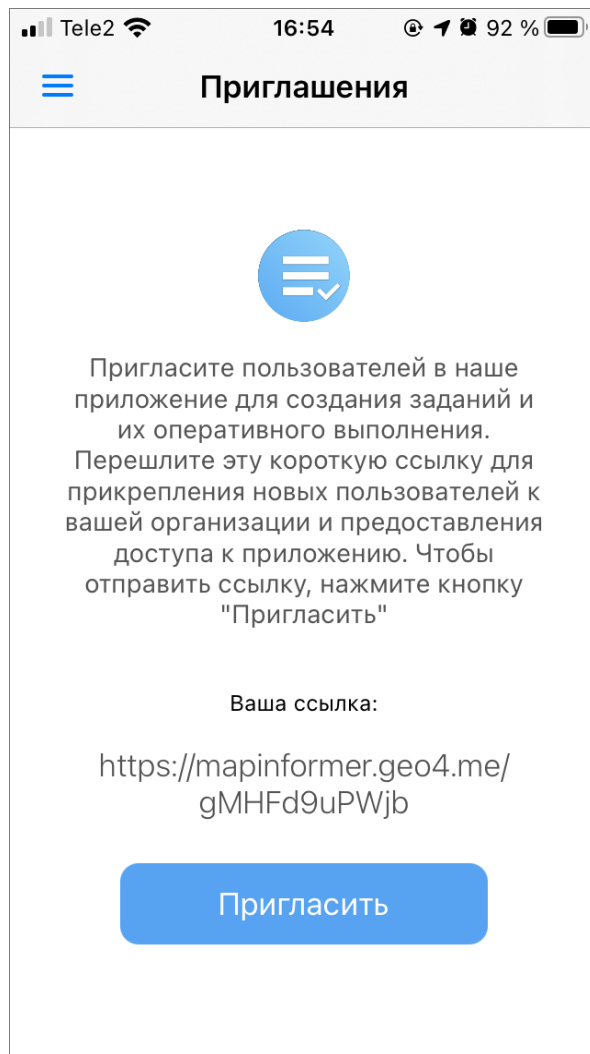 Tele2 16:54 92 %
Приглашения
Пригласите пользователей в наше
приложение для создания заданий и
их оперативного выполнения.
Перешлите эту короткую ссылку для
прикрепления новых пользователей к
вашей организации и предоставления
доступа к приложению. Чтобы
отправить ссылку, нажмите кнопку
"Пригласить"
Ваша ссылка:
https://mapinformer.geo4.me/
gMHFd9uPWjb
Пригласить